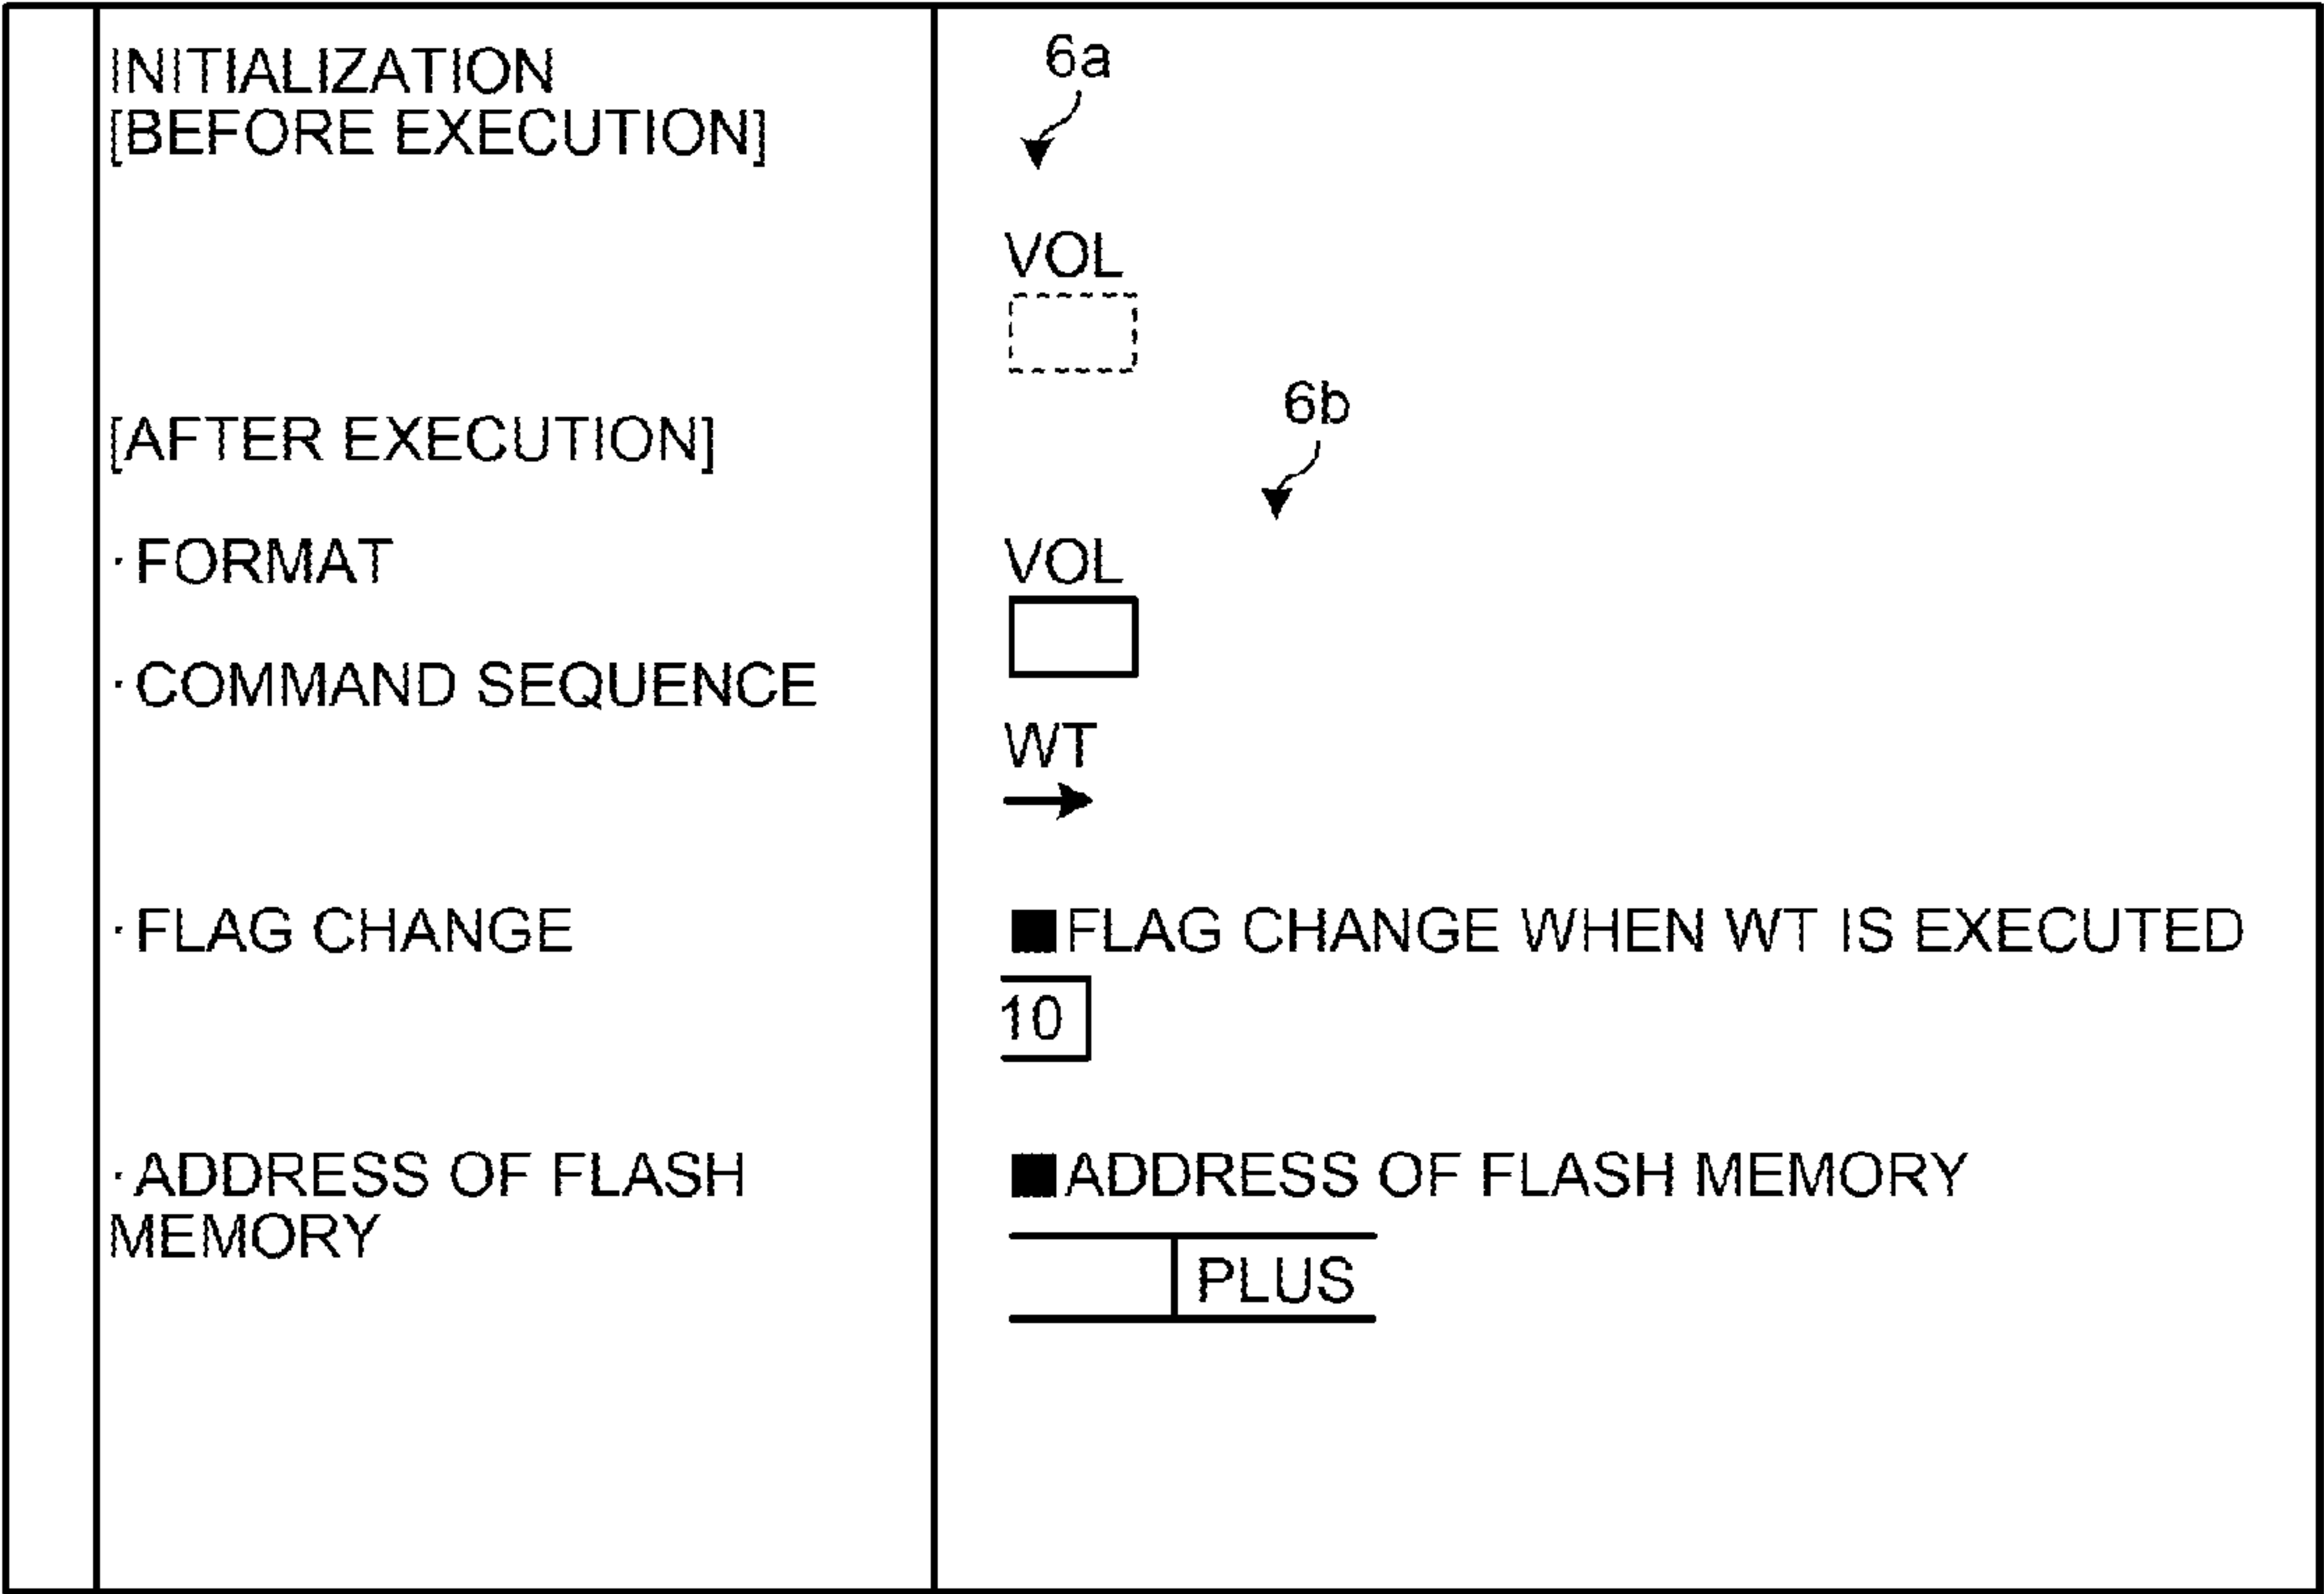 INITIALIZATION
[BEFORE EXECUTION]
6a
VOL
[AFTER EXECUTION]
6b
·FORMAT
VOL
·COMMAND SEQUENCE
WT
·FLAG CHANGE
■FLAG CHANGE WHEN WT IS EXECUTED
10
·ADDRESS OF FLASH
MEMORY
■ADDRESS OF FLASH MEMORY
PLUS